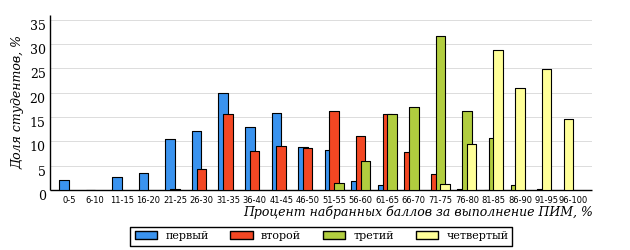 Доля студентов, %
35
30
25
20
15
10
5
0
0-5 6-10 11-15 16-20 21-25 26-30 31-35 36-40 41-45 46-50 51-55 56-60 61-65 66-70 71-75 76-80 81-85 86-90 91-95 96-100
Процент набранных баллов за выполнение ПИМ, %
первый второй третий четвертый